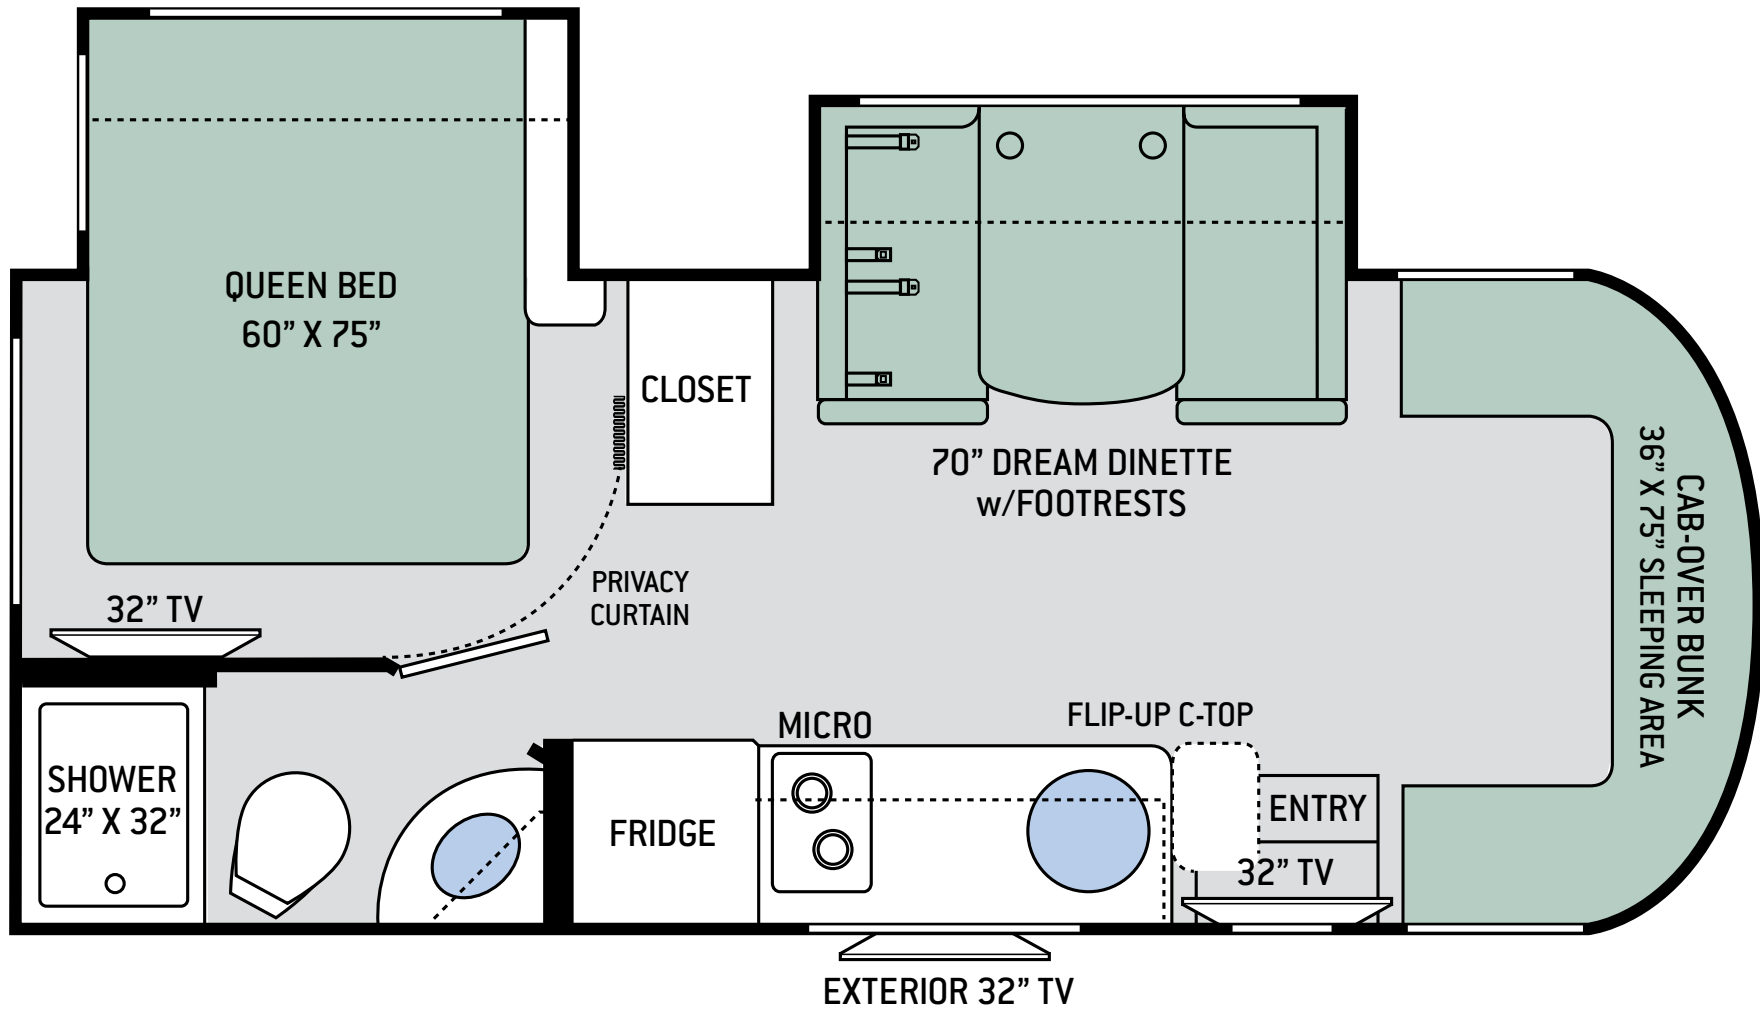 QUEEN BED
60” X 75”
CLOSET
70” DREAM DINETTE
w/FOOTRESTS
CAB-OVER BUNK
36” X 75” SLEEPING AREA
PRIVACY
CURTAIN
32” TV
SHOWER
24” X 32”
FRIDGE
MICRO
FLIP-UP C-TOP
ENTRY
32” TV
EXTERIOR 32” TV